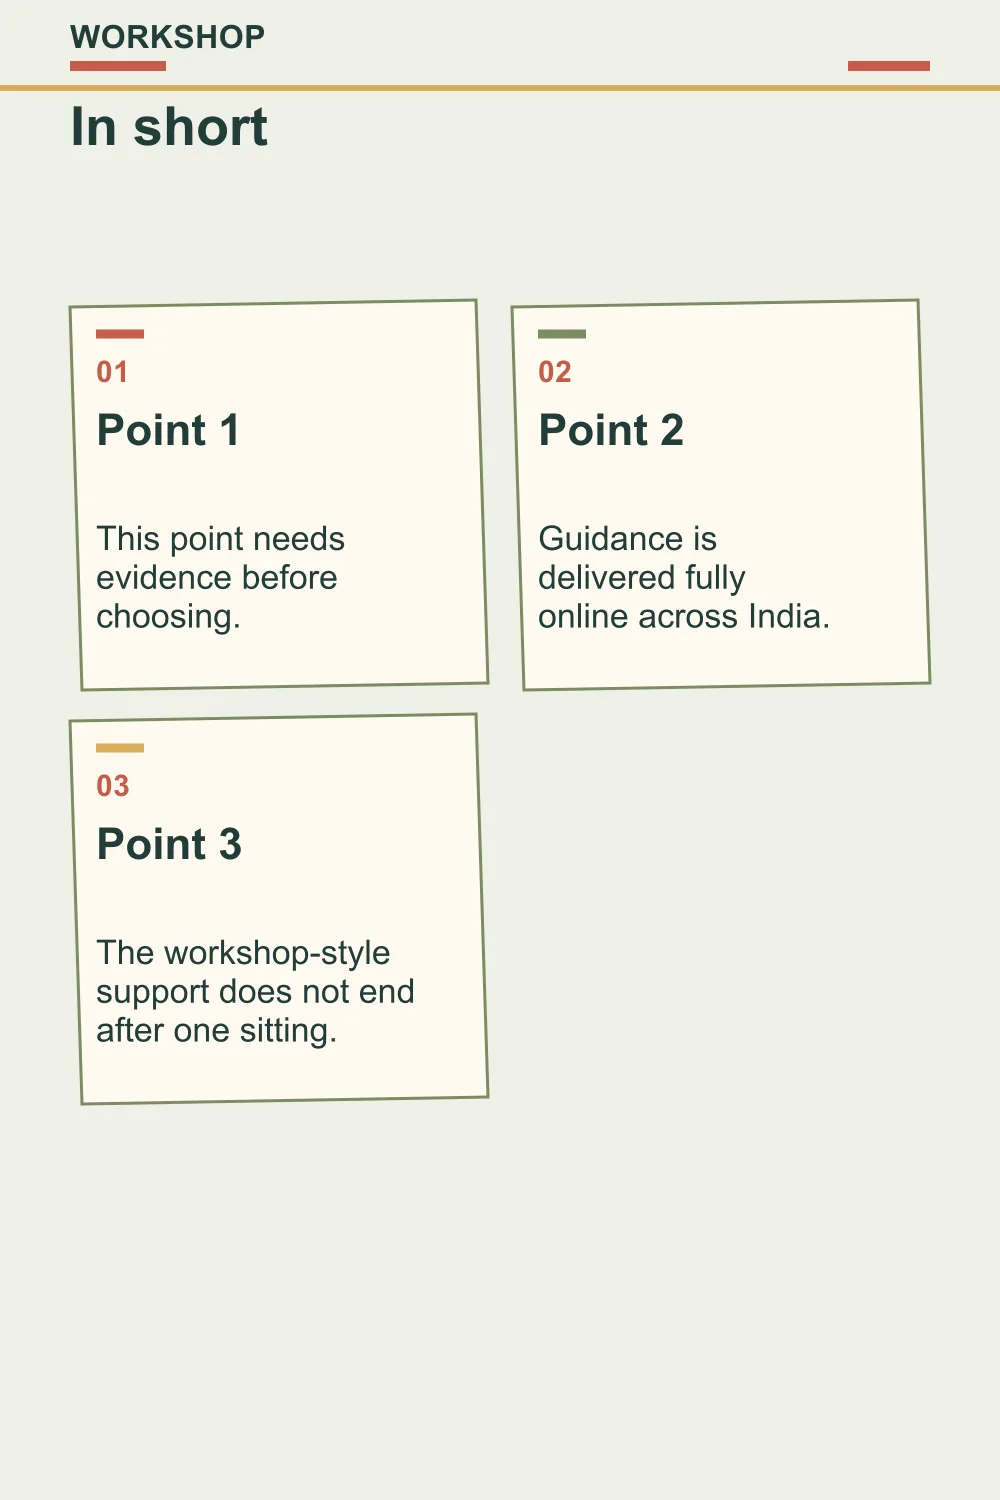 WORKSHOP
In short
01
Point 1
This point needs
evidence before
choosing.
02
Point 2
Guidance is
delivered fully
online across India.
03
Point 3
The workshop-style
support does not end
after one sitting.